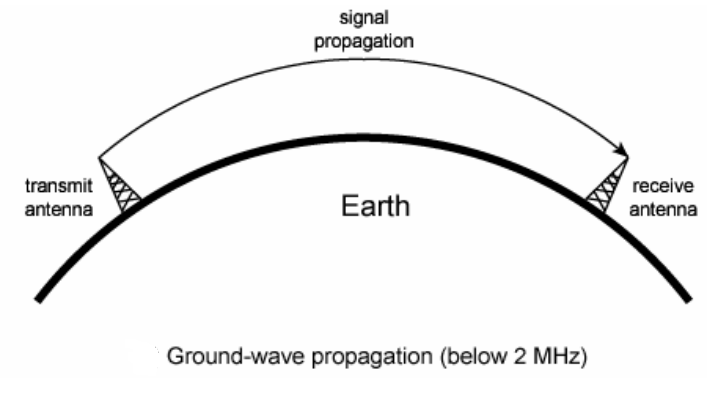 signal
propagation
transmit
antenna
Earth
receive
antenna
Ground-wave propagation (below 2 MHz)